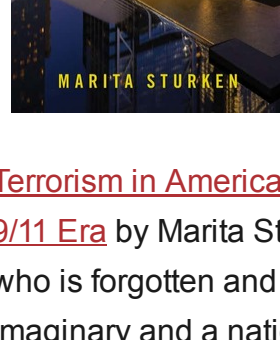 MARITA STURKEN
Terrorism in America
9/11 Era by Marita St
who is forgotten and
maginary and a nati